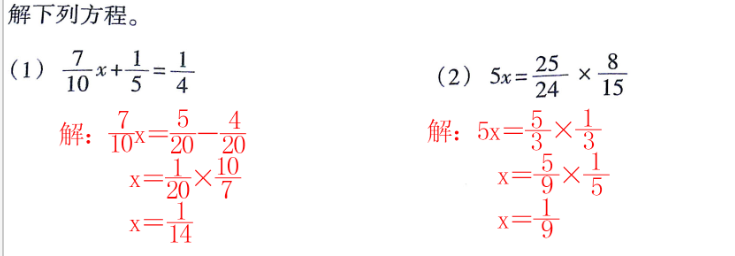 解下列方程。
(1) 7/10 x + 1/5 = 1/4
解：7/10 x = 5/20 − 4/20
x = 1/20 × 10/7
x = 1/14
(2) 5x = 25/24 × 8/15
解：5x = 5/3 × 1/3
x = 5/9 × 1/5
x = 1/9